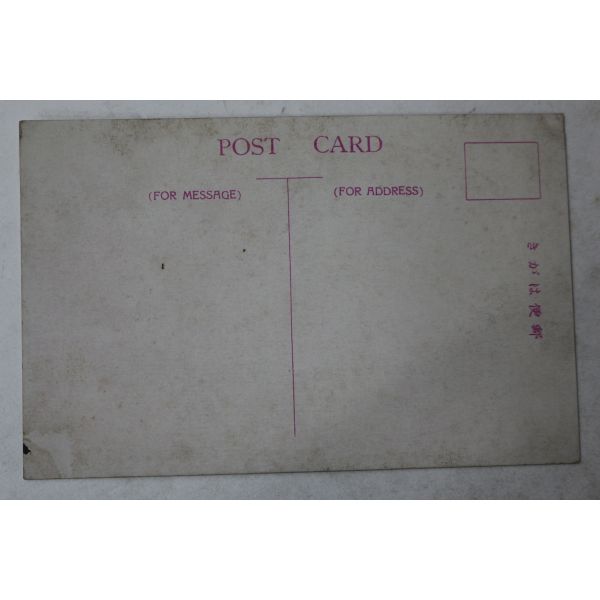 POST CARD
(FOR MESSAGE)
(FOR ADDRESS)
きがは便郵